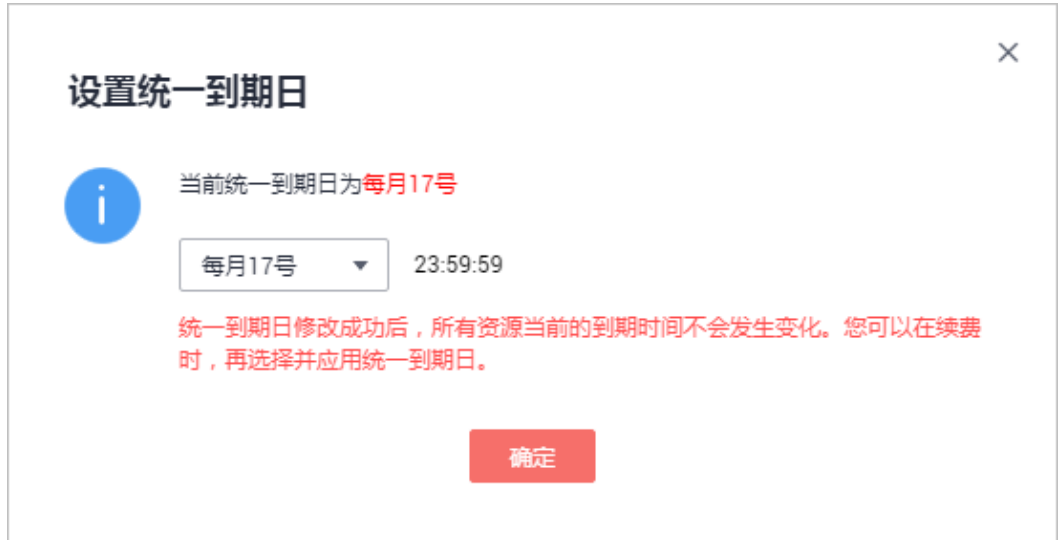 设置统一到期日
当前统一到期日为每月17号
每月17号 23:59:59
统一到期日修改成功后，所有资源当前的到期时间不会发生变化。您可以在续费
时，再选择并应用统一到期日。
确定